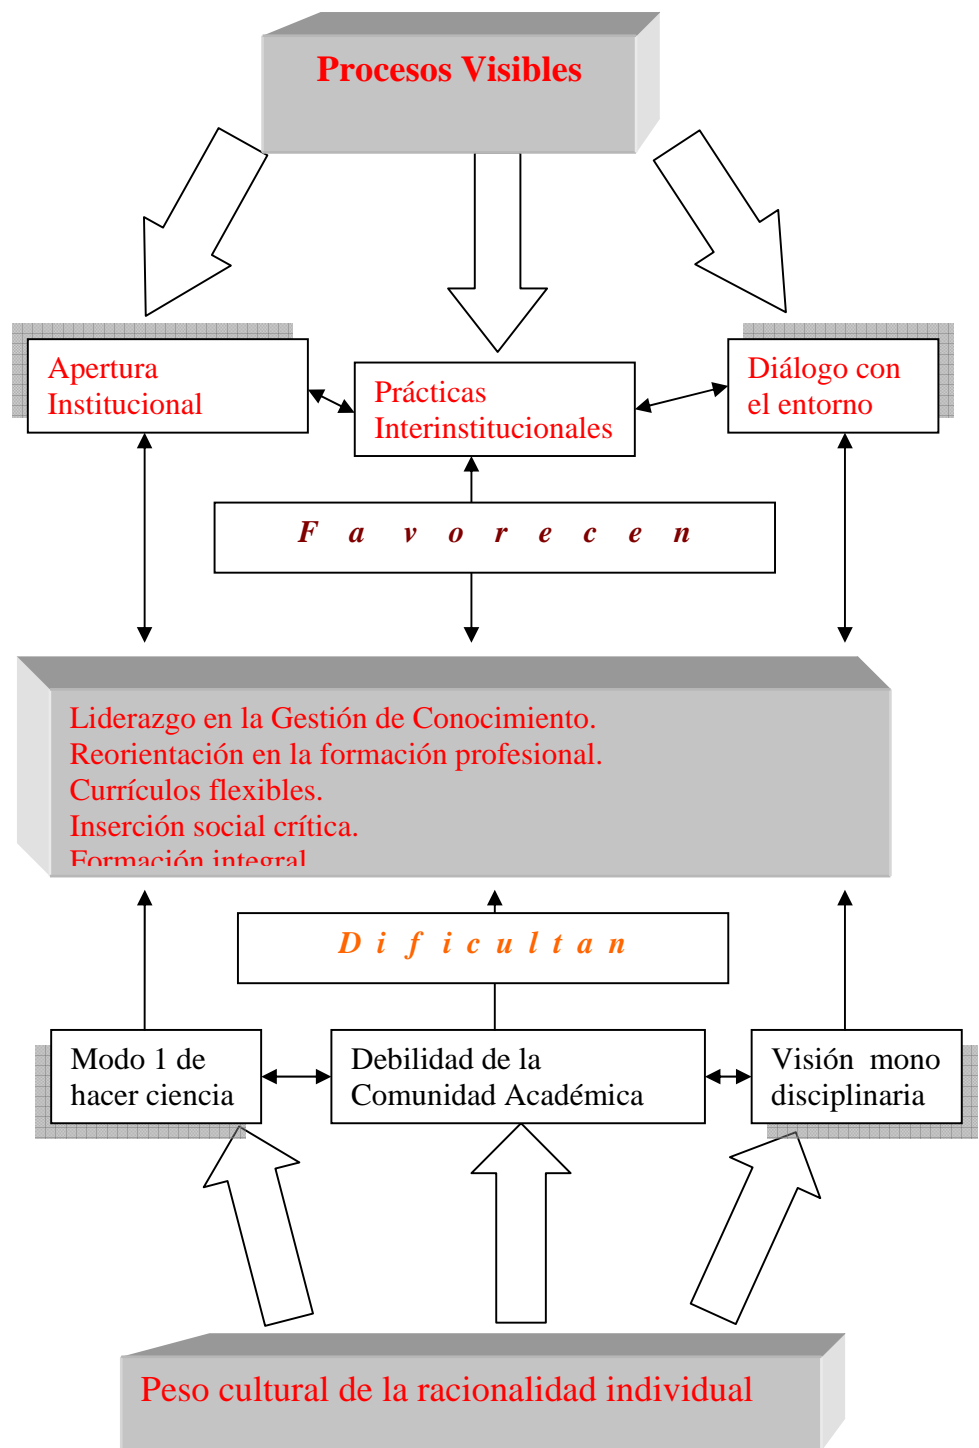 Procesos Visibles
Apertura
Institucional
Prácticas
Interinstitucionales
Diálogo con
el entorno
F a v o r e c e n
Liderazgo en la Gestión de Conocimiento.
Reorientación en la formación profesional.
Currículos flexibles.
Inserción social crítica.
Formación integral
D i f i c u l t a n
Modo 1 de
hacer ciencia
Debilidad de la
Comunidad Académica
Visión mono
disciplinaria
Peso cultural de la racionalidad individual